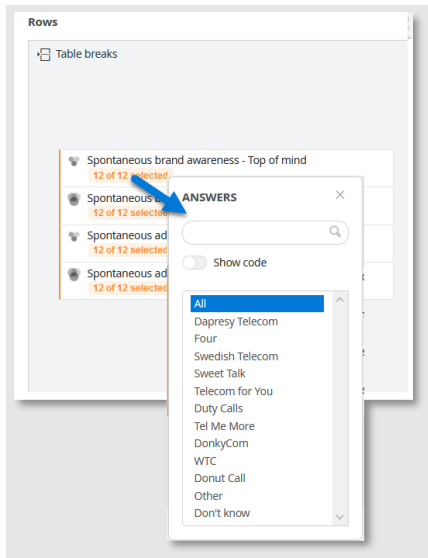 Rows
Table breaks
Spontaneous brand awareness - Top of mind
12 of 12 selected
Spontaneous
12 of 12 selected
Spontaneous ad
12 of 12 selected
Spontaneous ad
12 of 12 selected
ANSWERS
Show code
All
Dapresy Telecom
Four
Swedish Telecom
Sweet Talk
Telecom for You
Duty Calls
Tel Me More
DonkyCom
WTC
Donut Call
Other
Don't know